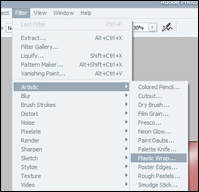 Adobe Photo
Filter View Window Help
Last Filter Alt+Ctrl+F
Extract... Alt+Ctrl+X
Filter Gallery...
Liquify... Shift+Ctrl+X
Pattern Maker... Alt+Shift+Ctrl+X
Vanishing Point... Alt+Ctrl+V
Artistic
Blur
Brush Strokes
Distort
Noise
Pixelate
Render
Sharpen
Sketch
Stylize
Texture
Video
Colored Pencil...
Cutout...
Dry Brush...
Film Grain...
Fresco...
Neon Glow...
Paint Daubs...
Palette Knife...
Plastic Wrap...
Poster Edges...
Rough Pastels...
Smudge Stick...